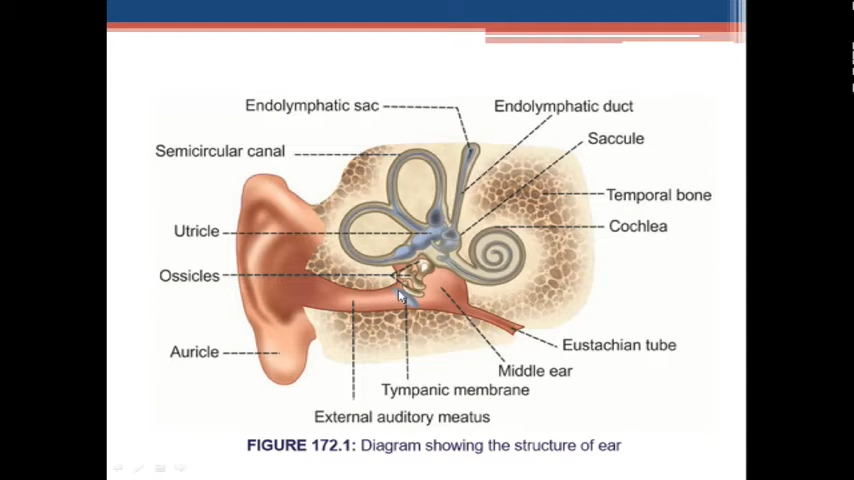 Endolymphatic sac
Endolymphatic duct
Saccule
Semicircular canal
Temporal bone
Utricle
Cochlea
Ossicles
Eustachian tube
Auricle
Middle ear
Tympanic membrane
External auditory meatus
FIGURE 172.1: Diagram showing the structure of ear